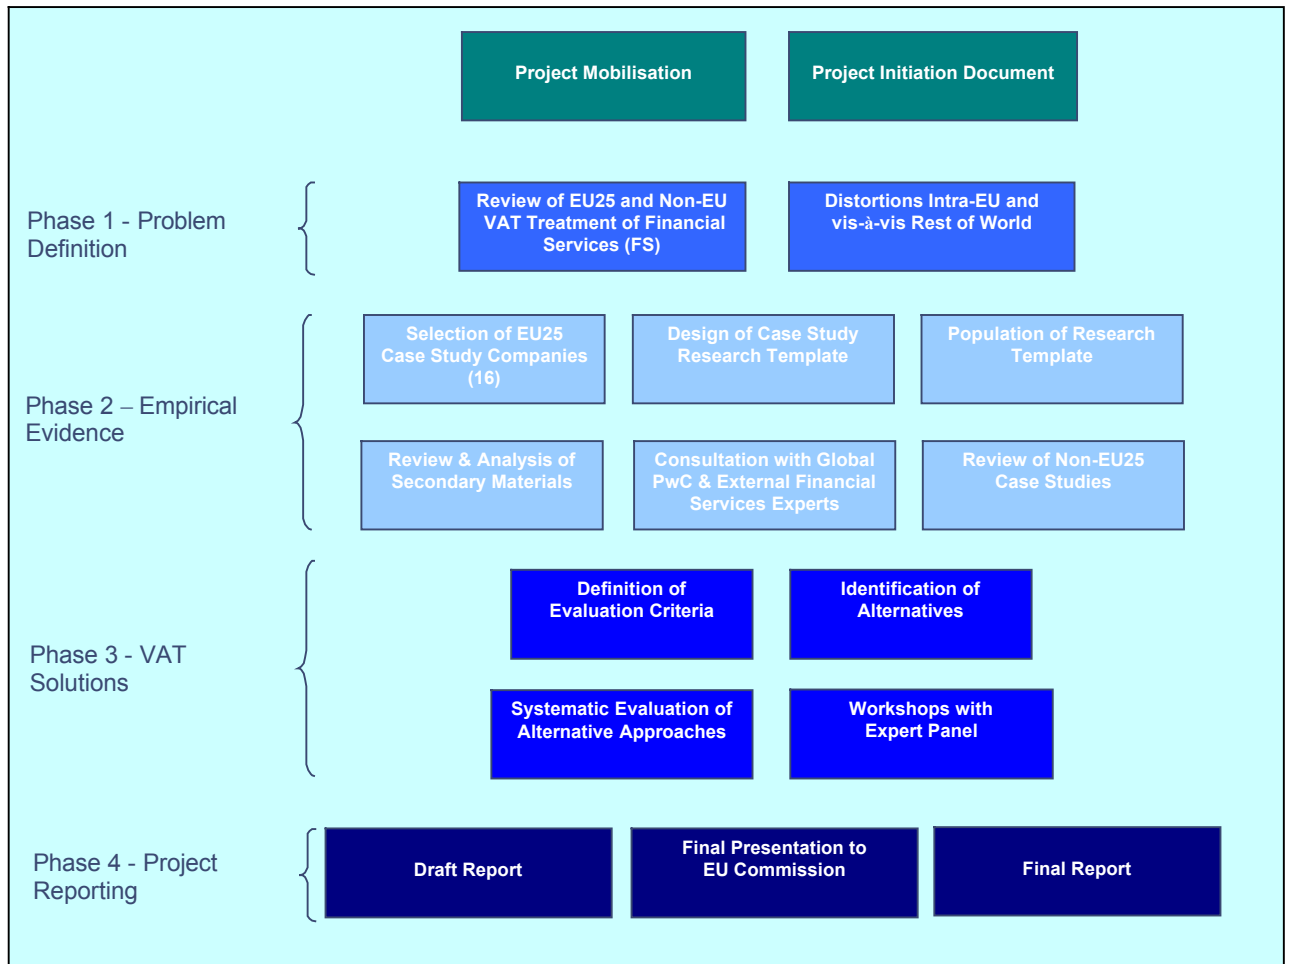 Project Mobilisation
Project Initiation Document
Phase 1 - Problem
Definition
Review of EU25 and Non-EU
VAT Treatment of Financial
Services (FS)
Distortions Intra-EU and
vis-à-vis Rest of World
Phase 2 – Empirical
Evidence
Selection of EU25
Case Study Companies
(16)
Design of Case Study
Research Template
Population of Research
Template
Review & Analysis of
Secondary Materials
Consultation with Global
PwC & External Financial
Services Experts
Review of Non-EU25
Case Studies
Phase 3 - VAT
Solutions
Definition of
Evaluation Criteria
Identification of
Alternatives
Systematic Evaluation of
Alternative Approaches
Workshops with
Expert Panel
Phase 4 - Project
Reporting
Draft Report
Final Presentation to
EU Commission
Final Report